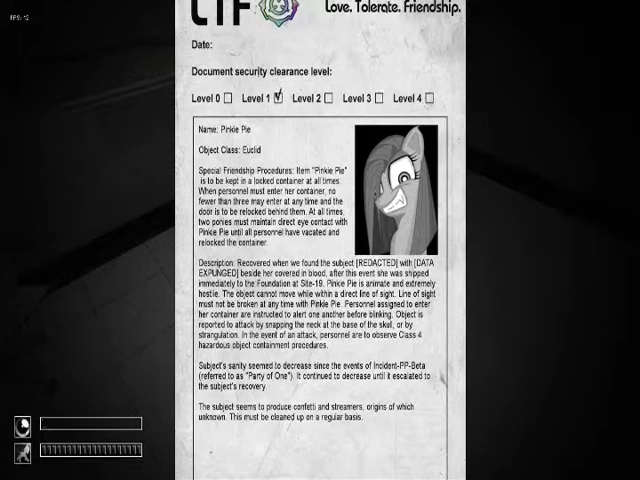 LTF
Love. Tolerate. Friendship.
Date:
Document security clearance level:
Level 0 Level 1 Level 2 Level 3 Level 4
Name: Pinkie Pie
Object Class: Euclid
Special Friendship Procedures: Item "Pinkie Pie"
is to be kept in a locked container at all times.
When personnel must enter her container, no
fewer than three may enter at any time and the
door is to be relocked behind them. At all times,
two ponies must maintain direct eye contact with
Pinkie Pie until all personnel have vacated and
relocked the container.
Description: Recovered when we found the subject [REDACTED] with [DATA
EXPUNGED] beside her covered in blood, after this event she was shipped
immediately to the Foundation at Site-19. Pinkie Pie is animate and extremely
hostile. The object cannot move while within a direct line of sight. Line of sight
must not be broken at any time with Pinkie Pie. Personnel assigned to enter
her container are instructed to alert one another before blinking. Object is
reported to attack by snapping the neck at the base of the skull, or by
strangulation. In the event of an attack, personnel are to observe Class 4
hazardous object containment procedures.
Subject's sanity seemed to decrease since the events of Incident-PP-Beta
(referred to as "Party of One"). It continued to decrease until it escalated to
the subject's recovery.
The subject seems to produce confetti and streamers, origins of which
unknown. This must be cleaned up on a regular basis.